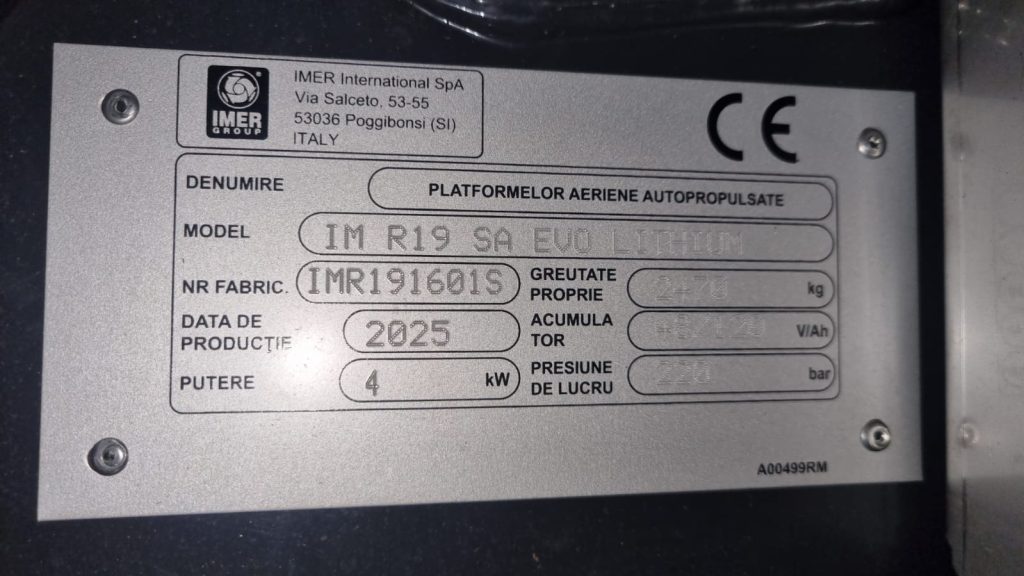 IMER
GROUP
IMER International SpA
Via Salceto, 53-55
53036 Poggibonsi (SI)
ITALY
CE
DENUMIRE PLATFORMELOR AERIENE AUTOPROPULSATE
MODEL IM R19 SA EVO LITHIUM
NR FABRIC. IMR191601S
GREUTATE PROPRIE kg
DATA DE PRODUCȚIE 2025
ACUMULA TOR V/Ah
PUTERE 4 kW
PRESIUNE DE LUCRU 220 bar
A00499RM